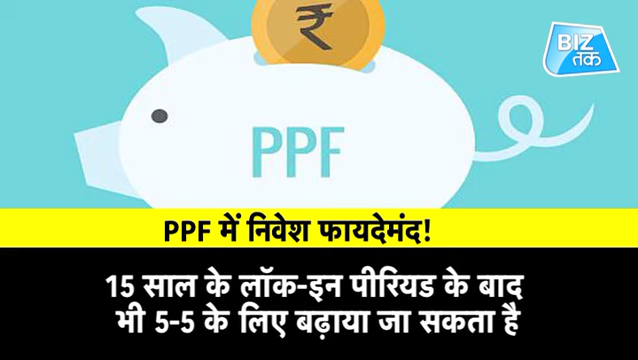 ₹
BIZ
तक
PPF
PPF में निवेश फायदेमंद!
15 साल के लॉक-इन पीरियड के बाद
भी 5-5 के लिए बढ़ाया जा सकता है